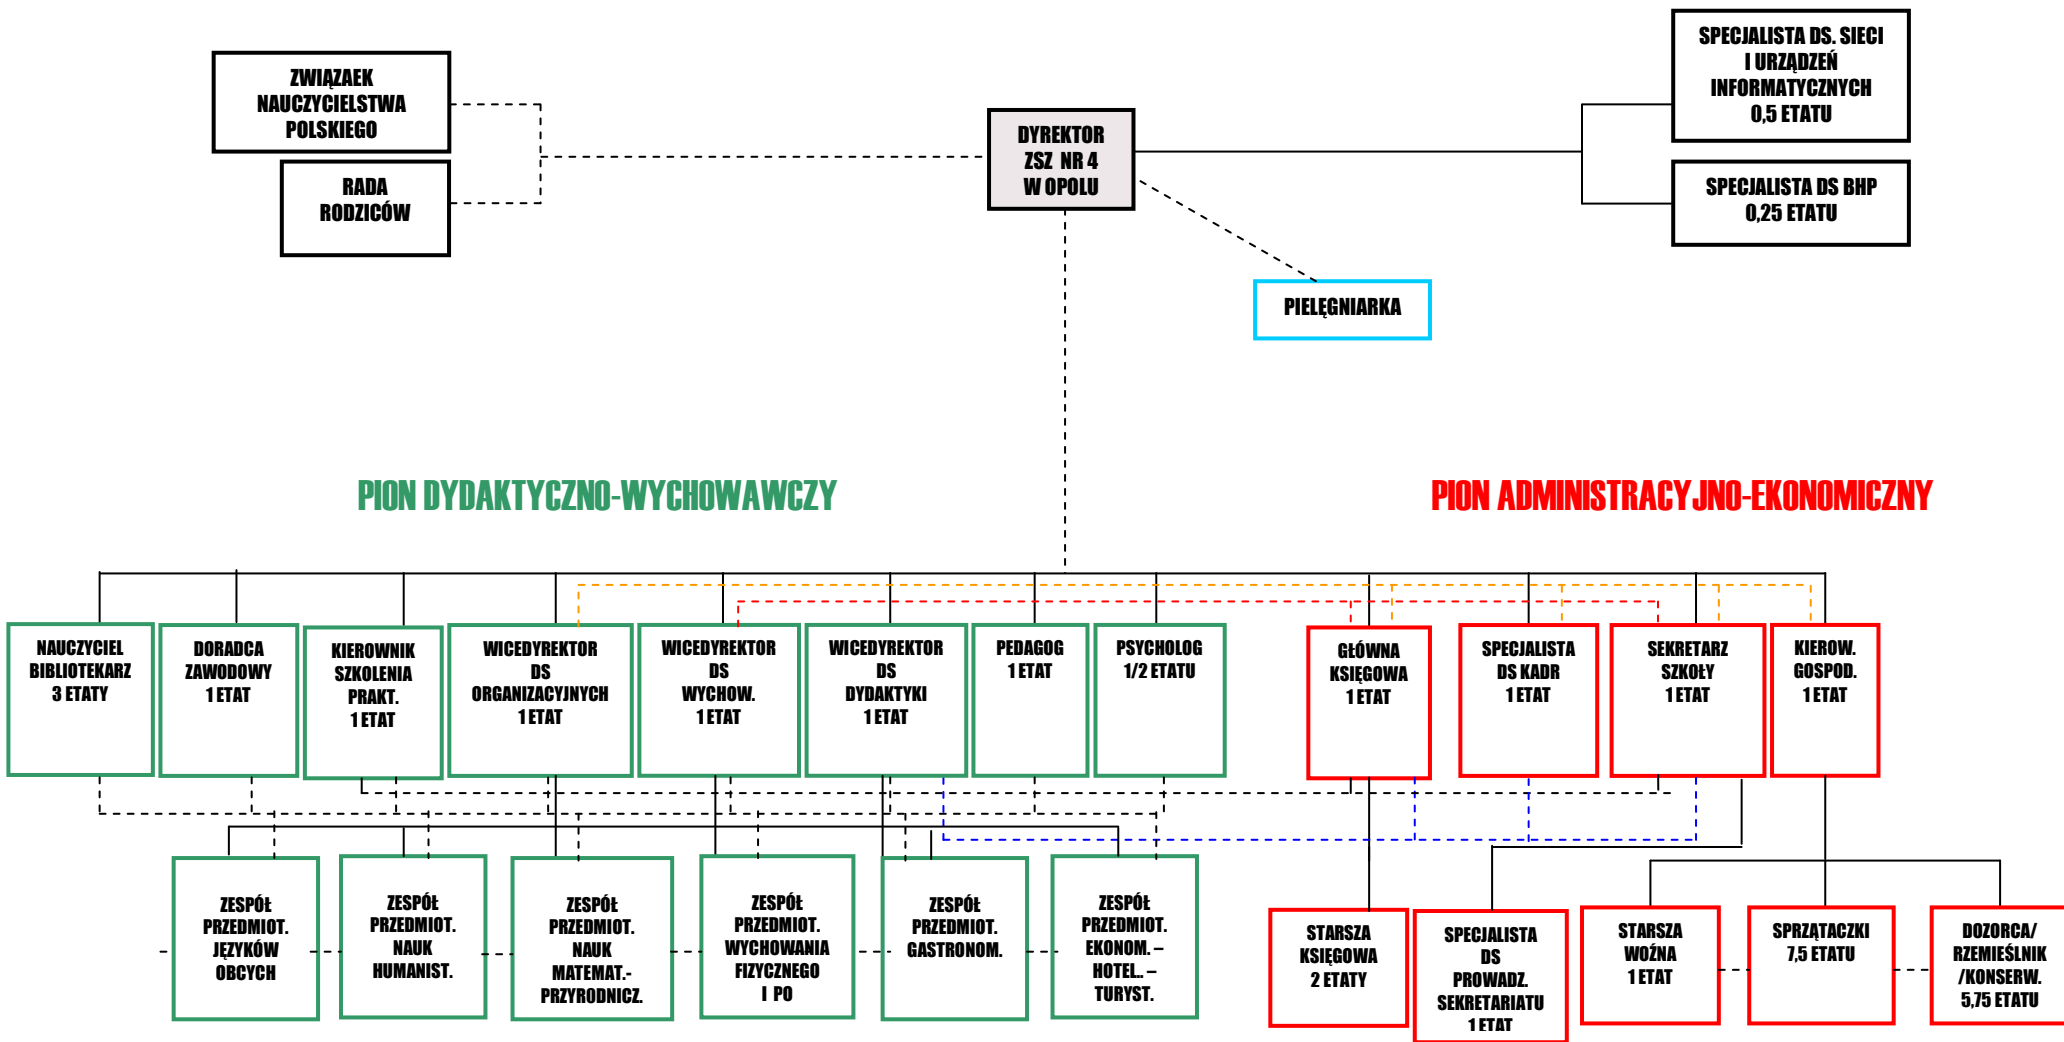 ZWIĄZAEK
NAUCZYCIELSTWA
POLSKIEGO
RADA
RODZICÓW
DYREKTOR
ZSZ NR 4
W OPOLU
SPECJALISTA DS. SIECI
I URZĄDZEŃ
INFORMATYCZNYCH
0,5 ETATU
SPECJALISTA DS BHP
0,25 ETATU
PIELĘGNIARKA
PION DYDAKTYCZNO-WYCHOWAWCZY
PION ADMINISTRACYJNO-EKONOMICZNY
NAUCZYCIEL
BIBLIOTEKARZ
3 ETATY
DORADCA
ZAWODOWY
1 ETAT
KIEROWNIK
SZKOLENIA
PRAKT.
1 ETAT
WICEDYREKTOR
DS
ORGANIZACYJNYCH
1 ETAT
WICEDYREKTOR
DS
WYCHOW.
1 ETAT
WICEDYREKTOR
DS
DYDAKTYKI
1 ETAT
PEDAGOG
1 ETAT
PSYCHOLOG
1/2 ETATU
GŁÓWNA
KSIĘGOWA
1 ETAT
SPECJALISTA
DS KADR
1 ETAT
SEKRETARZ
SZKOŁY
1 ETAT
KIEROW.
GOSPOD.
1 ETAT
ZESPÓŁ
PRZEDMIOT.
JĘZYKÓW
OBCYCH
ZESPÓŁ
PRZEDMIOT.
NAUK
HUMANIST.
ZESPÓŁ
PRZEDMIOT.
NAUK
MATEMAT.-
PRZYRODNICZ.
ZESPÓŁ
PRZEDMIOT.
WYCHOWANIA
FIZYCZNEGO
I PO
ZESPÓŁ
PRZEDMIOT.
GASTRONOM.
ZESPÓŁ
PRZEDMIOT.
EKONOM. –
HOTEL.. –
TURYST.
STARSZA
KSIĘGOWA
2 ETATY
SPECJALISTA
DS
PROWADZ.
SEKRETARIATU
1 ETAT
STARSZA
WOŹNA
1 ETAT
SPRZĄTACZKI
7,5 ETATU
DOZORCA/
RZEMIEŚLNIK
/KONSERW.
5,75 ETATU